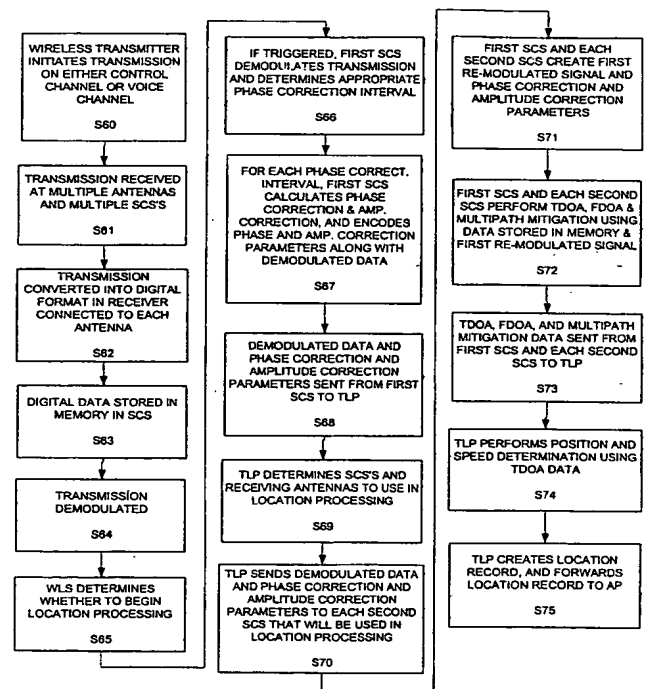 WIRELESS TRANSMITTER
INITIATES TRANSMISSION
ON EITHER CONTROL
CHANNEL OR VOICE
CHANNEL
S60
TRANSMISSION RECEIVED
AT MULTIPLE ANTENNAS
AND MULTIPLE SCS'S
S61
TRANSMISSION
CONVERTED INTO DIGITAL
FORMAT IN RECEIVER
CONNECTED TO EACH
ANTENNA
S62
DIGITAL DATA STORED IN
MEMORY IN SCS
S63
TRANSMISSION
DEMODULATED
S64
WLS DETERMINES
WHETHER TO BEGIN
LOCATION PROCESSING
S65
IF TRIGGERED, FIRST SCS
DEMODULATES TRANSMISSION
AND DETERMINES APPROPRIATE
PHASE CORRECTION INTERVAL
S66
FOR EACH PHASE CORRECT.
INTERVAL, FIRST SCS
CALCULATES PHASE
CORRECTION & AMP.
CORRECTION, AND ENCODES
PHASE AND AMP. CORRECTION
PARAMETERS ALONG WITH
DEMODULATED DATA
S67
DEMODULATED DATA AND
PHASE CORRECTION AND
AMPLITUDE CORRECTION
PARAMETERS SENT FROM FIRST
SCS TO TLP
S68
TLP DETERMINES SCS'S AND
RECEIVING ANTENNAS TO USE IN
LOCATION PROCESSING
S69
TLP SENDS DEMODULATED DATA
AND PHASE CORRECTION AND
AMPLITUDE CORRECTION
PARAMETERS TO EACH SECOND
SCS THAT WILL BE USED IN
LOCATION PROCESSING
S70
FIRST SCS AND EACH
SECOND SCS CREATE FIRST
RE-MODULATED SIGNAL AND
PHASE CORRECTION AND
AMPLITUDE CORRECTION
PARAMETERS
S71
FIRST SCS AND EACH SECOND
SCS PERFORM TDOA, FDOA &
MULTIPATH MITIGATION USING
DATA STORED IN MEMORY &
FIRST RE-MODULATED SIGNAL
S72
TDOA, FDOA, AND MULTIPATH
MITIGATION DATA SENT FROM
FIRST SCS AND EACH SECOND
SCS TO TLP
S73
TLP PERFORMS POSITION AND
SPEED DETERMINATION USING
TDOA DATA
S74
TLP CREATES LOCATION
RECORD, AND FORWARDS
LOCATION RECORD TO AP
S75